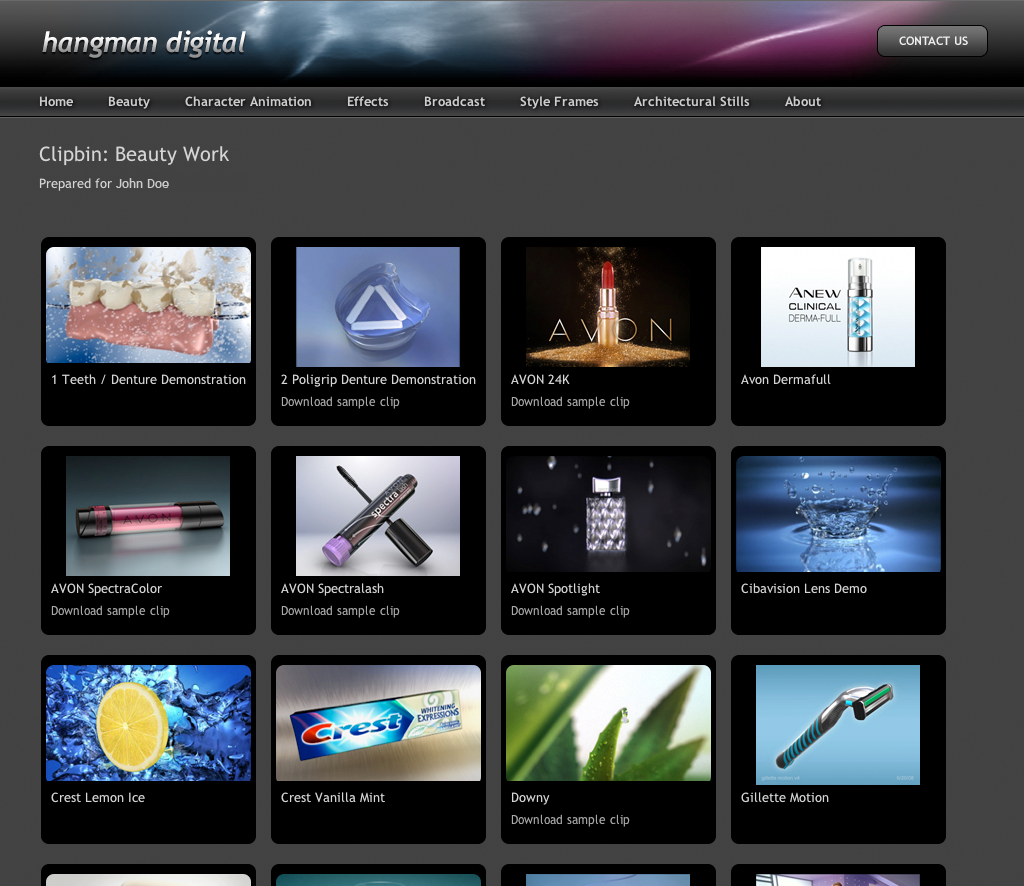 hangman digital
CONTACT US
Home Beauty Character Animation Effects Broadcast Style Frames Architectural Stills About
Clipbin: Beauty Work
Prepared for John Doe
AVON
ANEW
CLINICAL
DERMA-FULL
1 Teeth / Denture Demonstration
2 Poligrip Denture Demonstration
AVON 24K
Avon Dermafull
Download sample clip
Download sample clip
AVON
spectra
AVON SpectraColor
AVON Spectralash
AVON Spotlight
Cibavision Lens Demo
Download sample clip
Download sample clip
Download sample clip
Crest
WHITENING
EXPRESSIONS
Crest Lemon Ice
Crest Vanilla Mint
Downy
Gillette Motion
Download sample clip